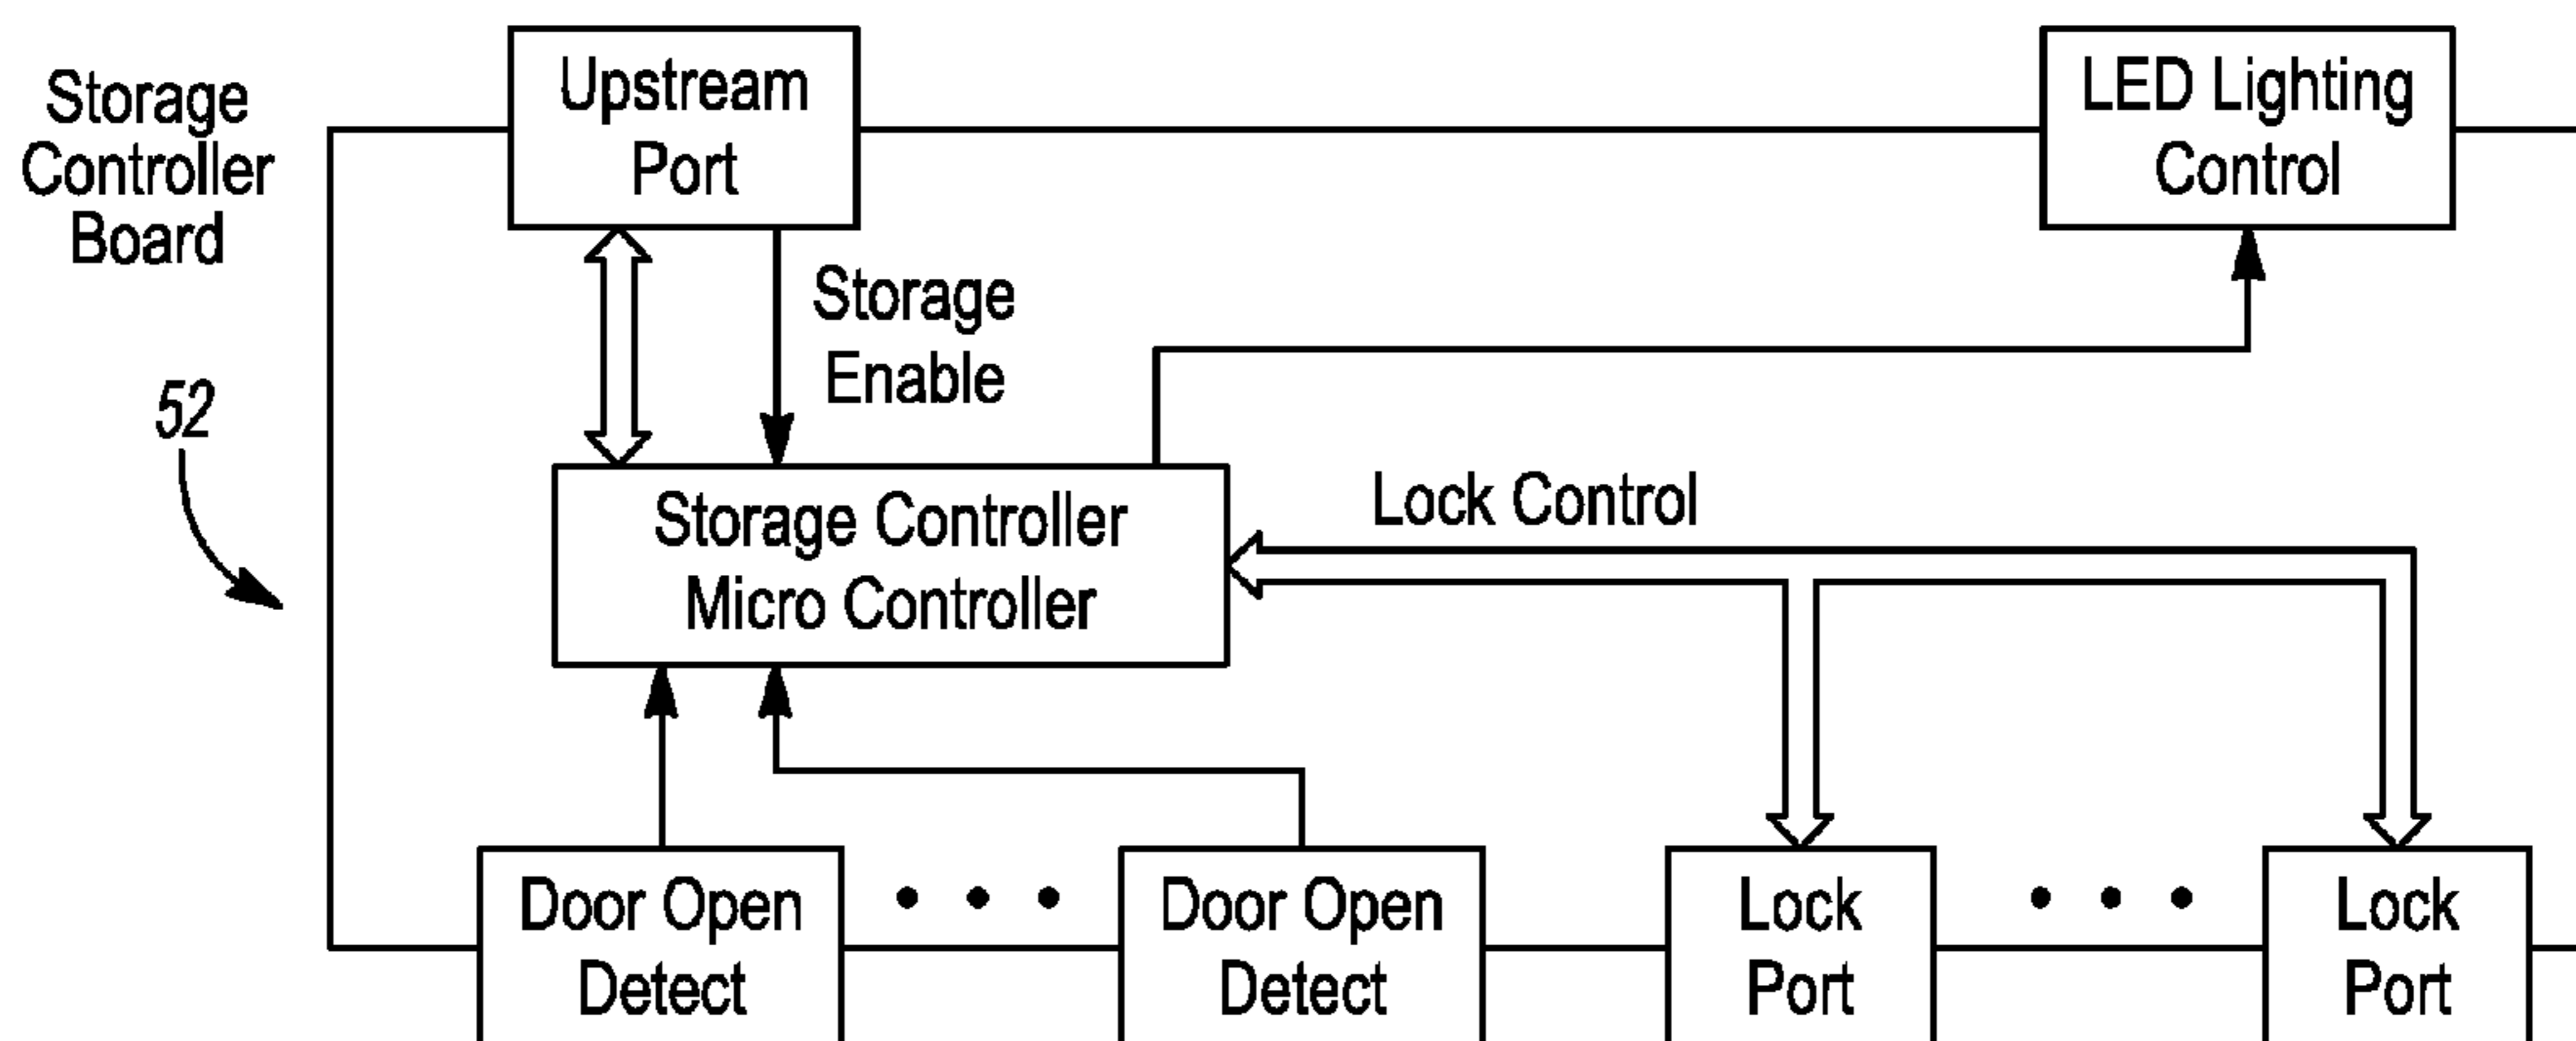 Storage
Controller
Board
52
Upstream
Port
LED Lighting
Control
Storage
Enable
Storage Controller
Micro Controller
Lock Control
Door Open
Detect
Door Open
Detect
Lock
Port
Lock
Port